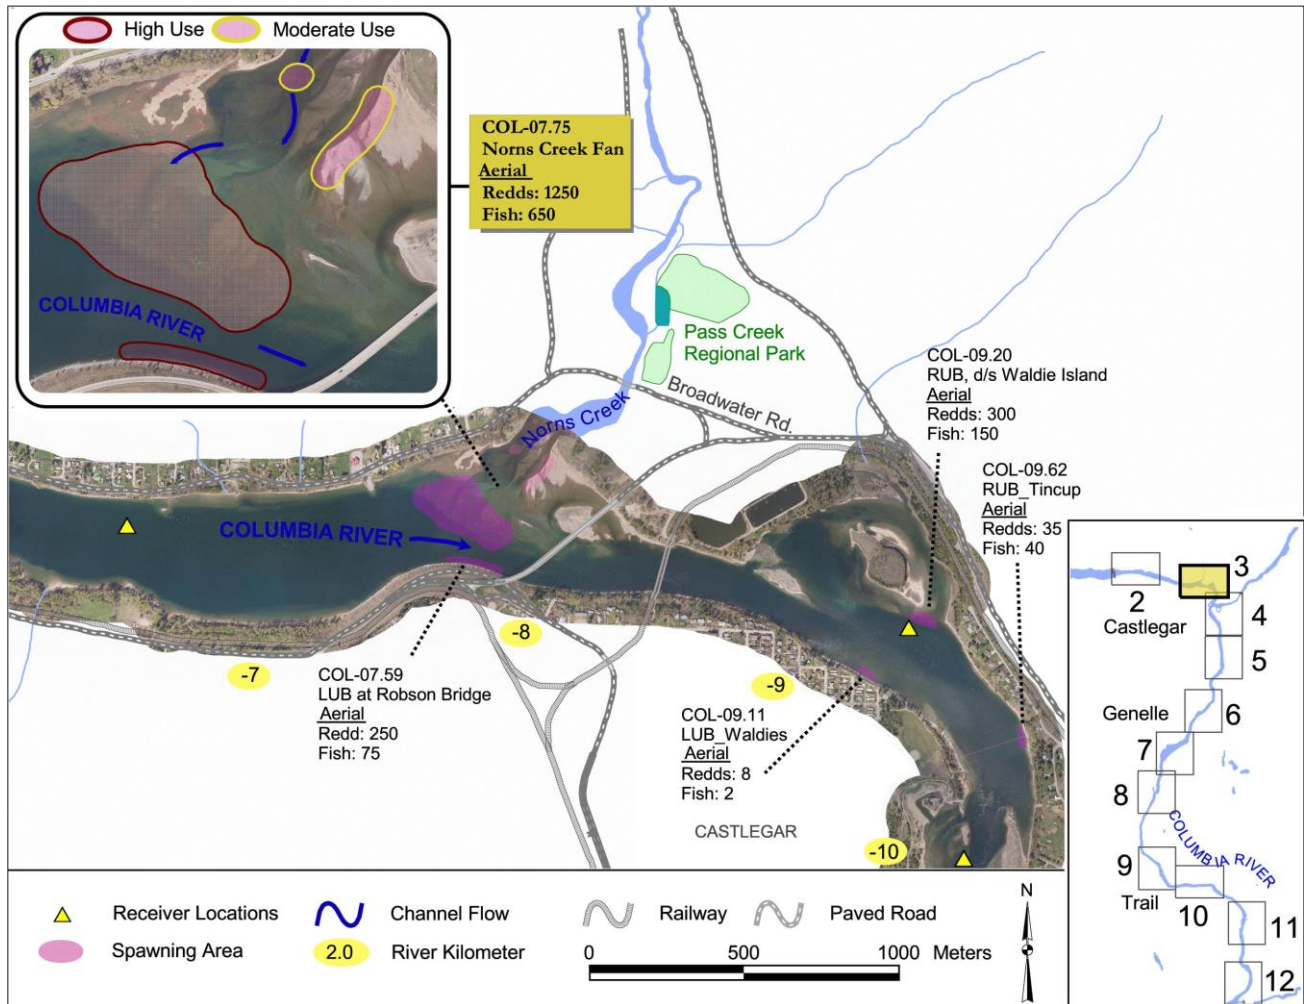 High Use
Moderate Use
COLUMBIA RIVER
COL-07.75
Norns Creek Fan
Aerial
Redds: 1250
Fish: 650
Pass Creek
Regional Park
Broadwater Rd.
Norns Creek
COLUMBIA RIVER
COL-09.20
RUB, d/s Waldie Island
Aerial
Redds: 300
Fish: 150
COL-09.62
RUB_Tincup
Aerial
Redds: 35
Fish: 40
-7
-8
-9
-10
COL-07.59
LUB at Robson Bridge
Aerial
Redd: 250
Fish: 75
COL-09.11
LUB_Waldies
Aerial
Redds: 8
Fish: 2
CASTLEGAR
2
3
Castlegar
4
5
Genelle
6
7
8
COLUMBIA RIVER
9
Trail
10
11
12
Receiver Locations
Channel Flow
Railway
Paved Road
Spawning Area
2.0
River Kilometer
0 500 1000 Meters
N